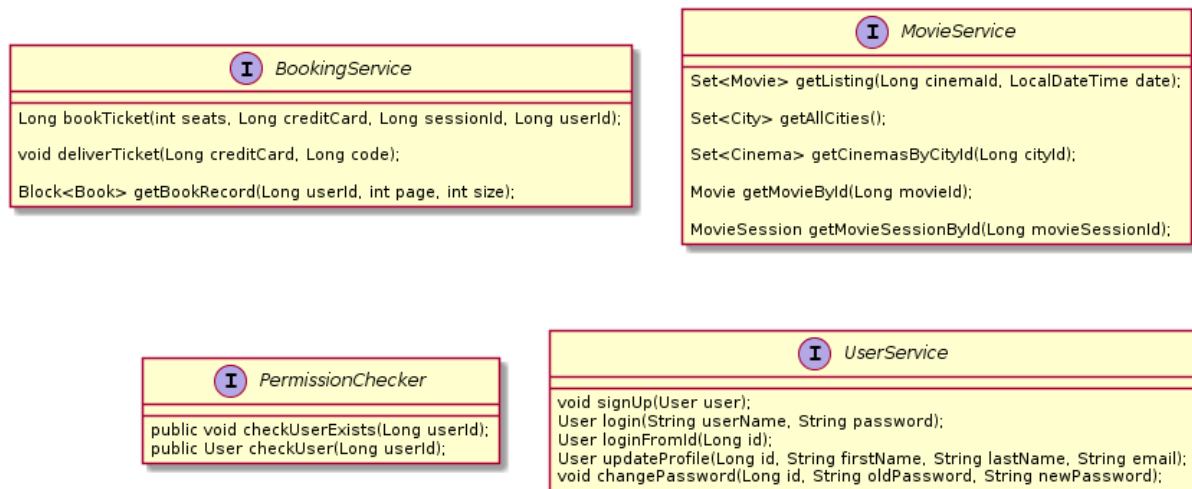 I BookingService
Long bookTicket(int seats, Long creditCard, Long sessionId, Long userId);
void deliverTicket(Long creditCard, Long code);
Block<Book> getBookRecord(Long userId, int page, int size);
I MovieService
Set<Movie> getListing(Long cinemaId, LocalDateTime date);
Set<City> getAllCities();
Set<Cinema> getCinemasByCityId(Long cityId);
Movie getMovieById(Long movieId);
MovieSession getMovieSessionById(Long movieSessionId);
I PermissionChecker
public void checkUserExists(Long userId);
public User checkUser(Long userId);
I UserService
void signUp(User user);
User login(String userName, String password);
User loginFromId(Long id);
User updateProfile(Long id, String firstName, String lastName, String email);
void changePassword(Long id, String oldPassword, String newPassword);